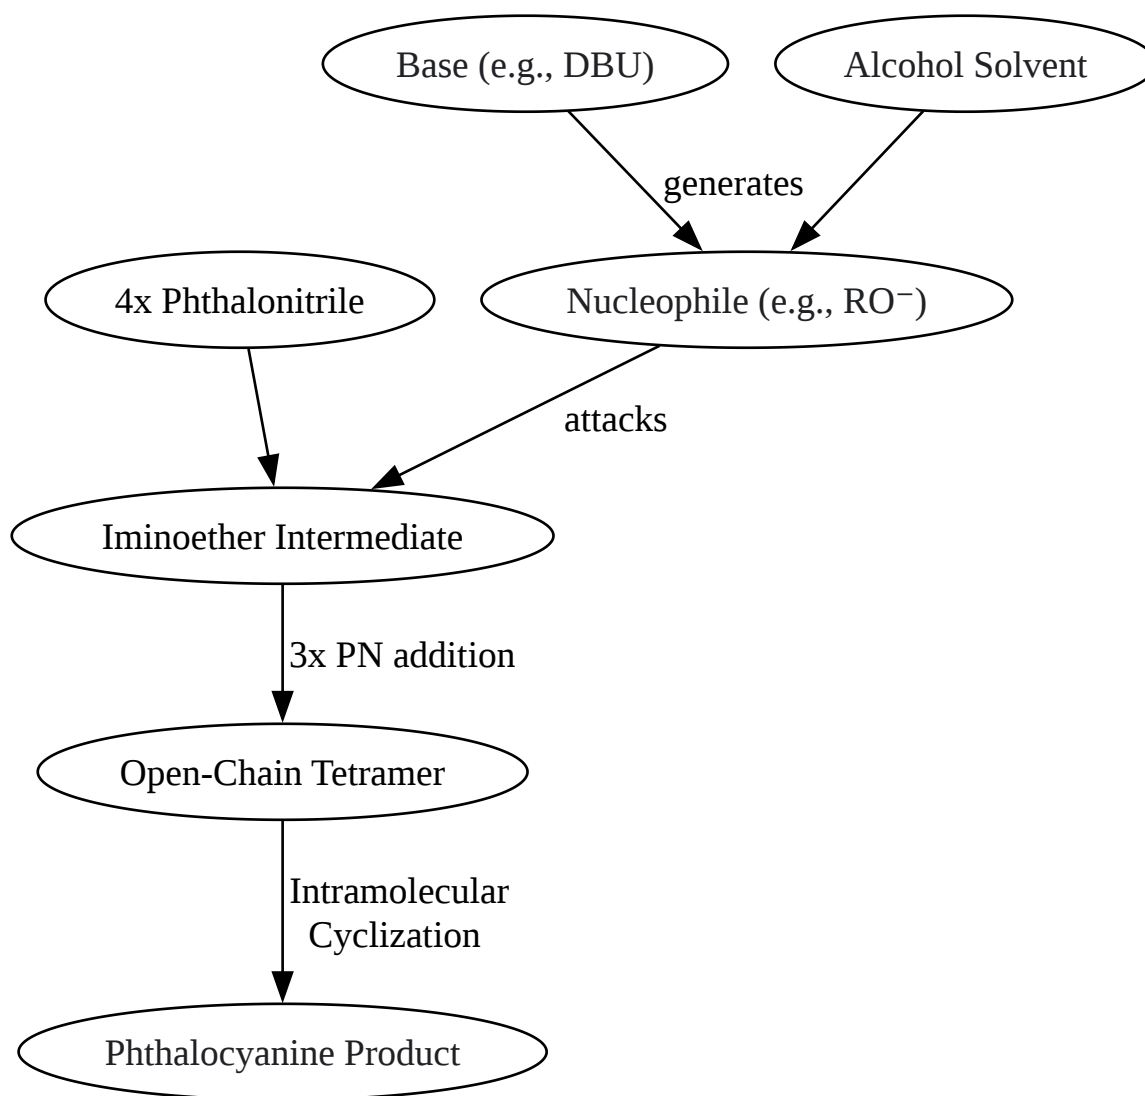 Base (e.g., DBU)
Alcohol Solvent
generates
4x Phthalonitrile
Nucleophile (e.g., RO⁻)
attacks
Iminoether Intermediate
3x PN addition
Open-Chain Tetramer
Intramolecular
Cyclization
Phthalocyanine Product